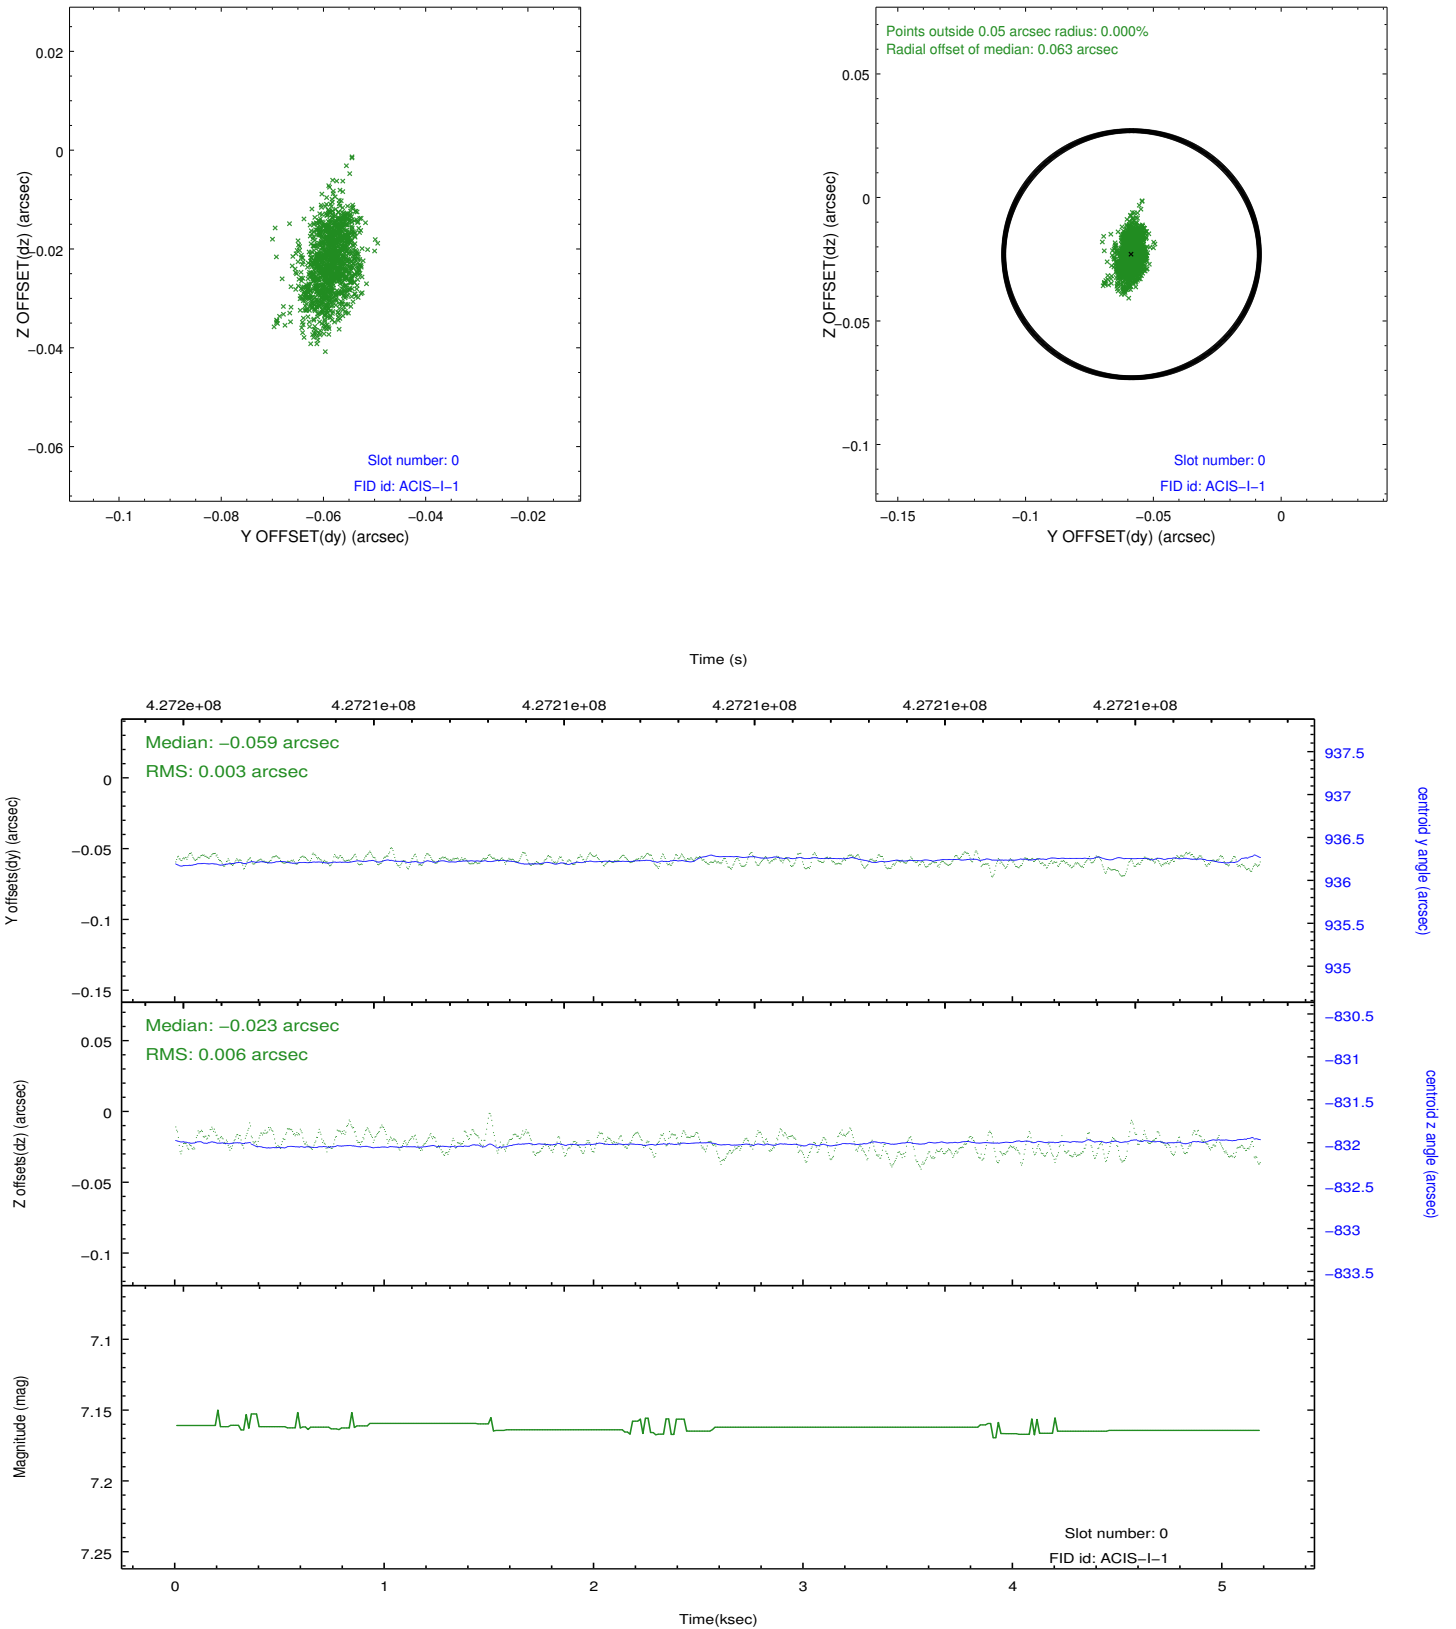 0.02
0
−0.02
−0.04
−0.06
Z OFFSET(dz) (arcsec)
Slot number: 0
FID id: ACIS−I−1
−0.1
−0.08
−0.06
−0.04
−0.02
Y OFFSET(dy) (arcsec)
Points outside 0.05 arcsec radius: 0.000%
Radial offset of median: 0.063 arcsec
0.05
0
−0.05
−0.1
Z OFFSET(dz) (arcsec)
Slot number: 0
FID id: ACIS−I−1
−0.15
−0.1
−0.05
0
Y OFFSET(dy) (arcsec)
Time (s)
4.272e+08
4.2721e+08
4.2721e+08
4.2721e+08
4.2721e+08
4.2721e+08
Median: −0.059 arcsec
RMS: 0.003 arcsec
0
−0.05
−0.1
−0.15
Y offsets(dy) (arcsec)
937.5
937
936.5
936
935.5
935
centroid y angle (arcsec)
Median: −0.023 arcsec
RMS: 0.006 arcsec
0.05
0
−0.05
−0.1
Z offsets(dz) (arcsec)
−830.5
−831
−831.5
−832
−832.5
−833
−833.5
centroid z angle (arcsec)
7.1
7.15
7.2
7.25
Magnitude (mag)
Slot number: 0
FID id: ACIS−I−1
0
1
2
3
4
5
Time(ksec)